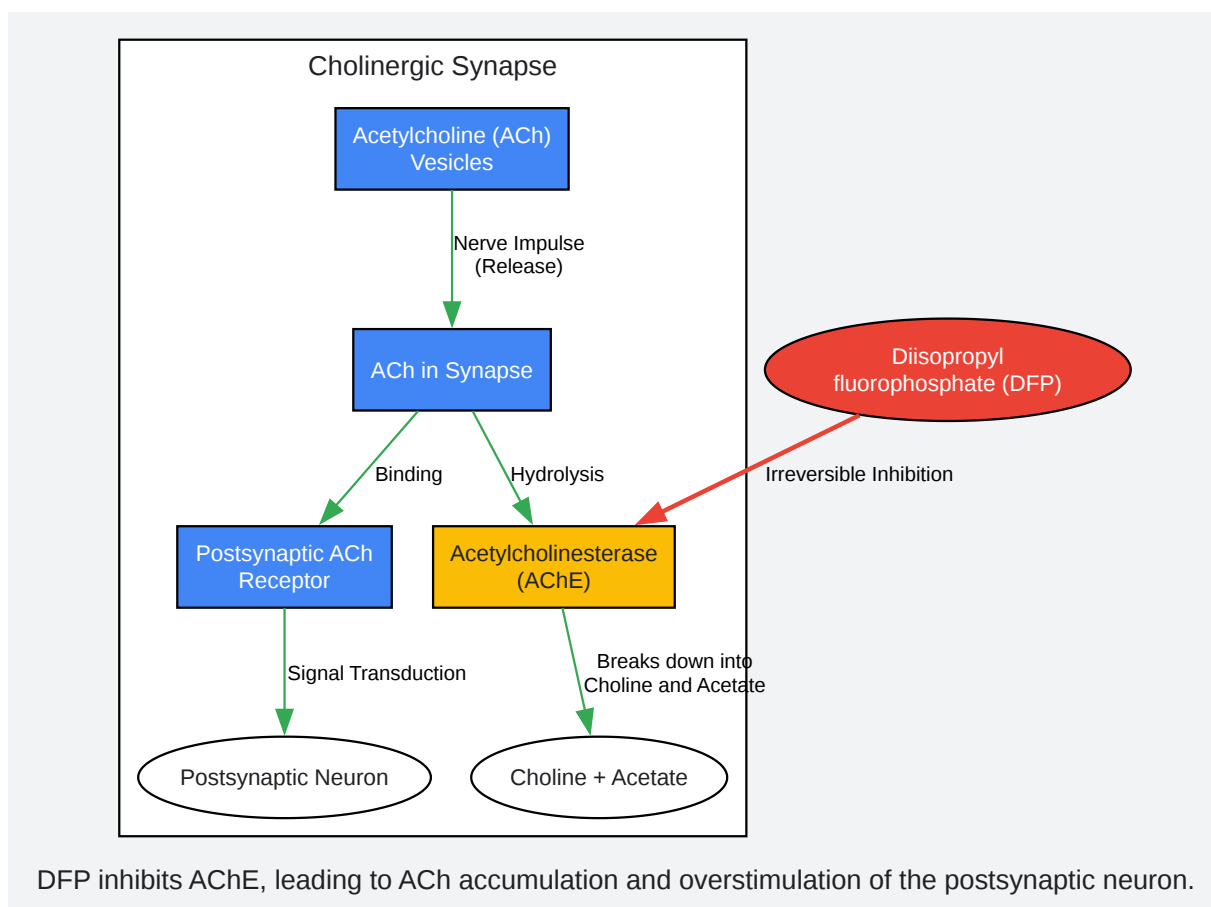 Cholinergic Synapse
Acetylcholine (ACh)
Vesicles
Nerve Impulse
(Release)
ACh in Synapse
Diisopropyl
fluorophosphate (DFP)
Binding
Hydrolysis
Irreversible Inhibition
Postsynaptic ACh
Receptor
Acetylcholinesterase
(AChE)
Signal Transduction
Breaks down into
Choline and Acetate
Postsynaptic Neuron
Choline + Acetate
DFP inhibits AChE, leading to ACh accumulation and overstimulation of the postsynaptic neuron.